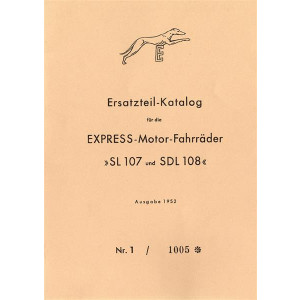 E
Ersatzteil-Katalog
für die
EXPRESS-Motor-Fahrräder
»SL 107 und SDL 108«
Ausgabe 1952
Nr. 1 / 1005 ✻